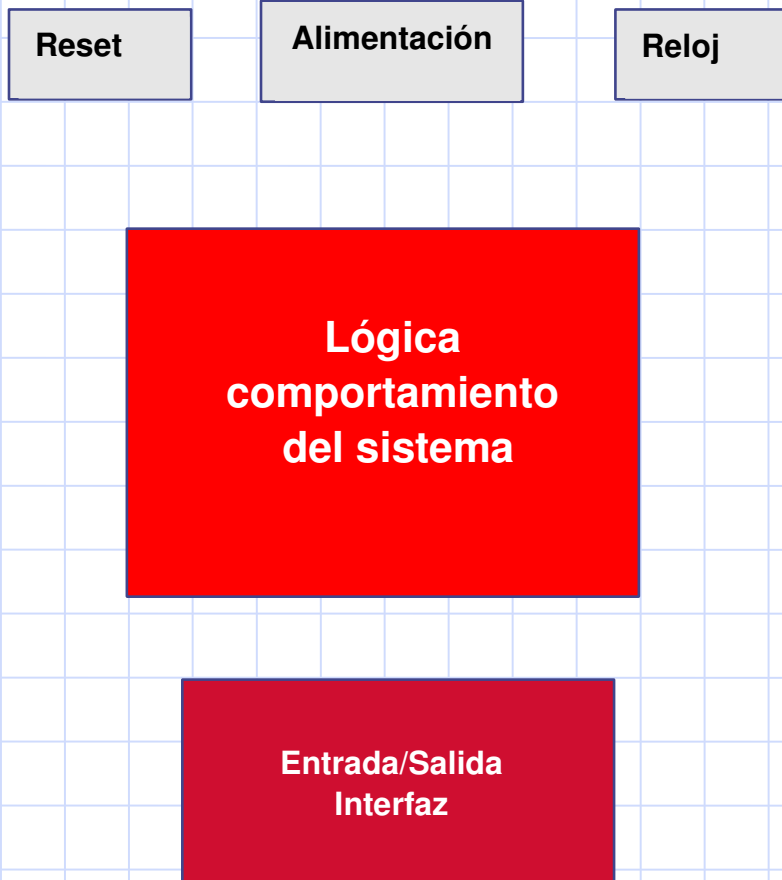 Reset
Alimentación
Reloj
Lógica
comportamiento
del sistema
Entrada/Salida
Interfaz